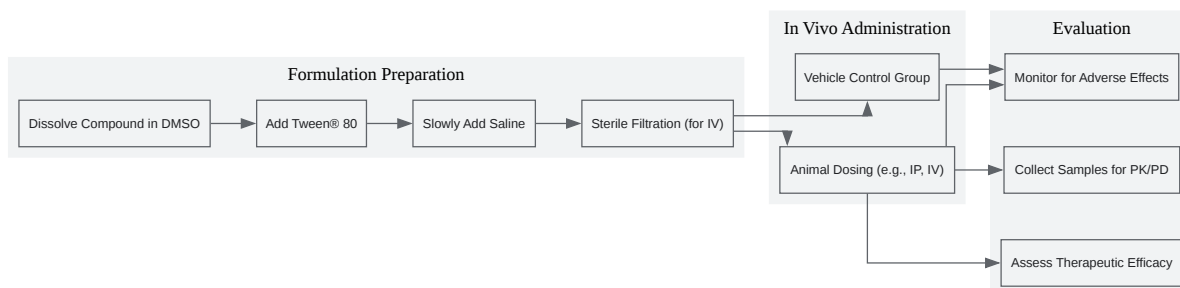 Formulation Preparation
Dissolve Compound in DMSO
Add Tween® 80
Slowly Add Saline
Sterile Filtration (for IV)
In Vivo Administration
Vehicle Control Group
Animal Dosing (e.g., IP, IV)
Evaluation
Monitor for Adverse Effects
Collect Samples for PK/PD
Assess Therapeutic Efficacy